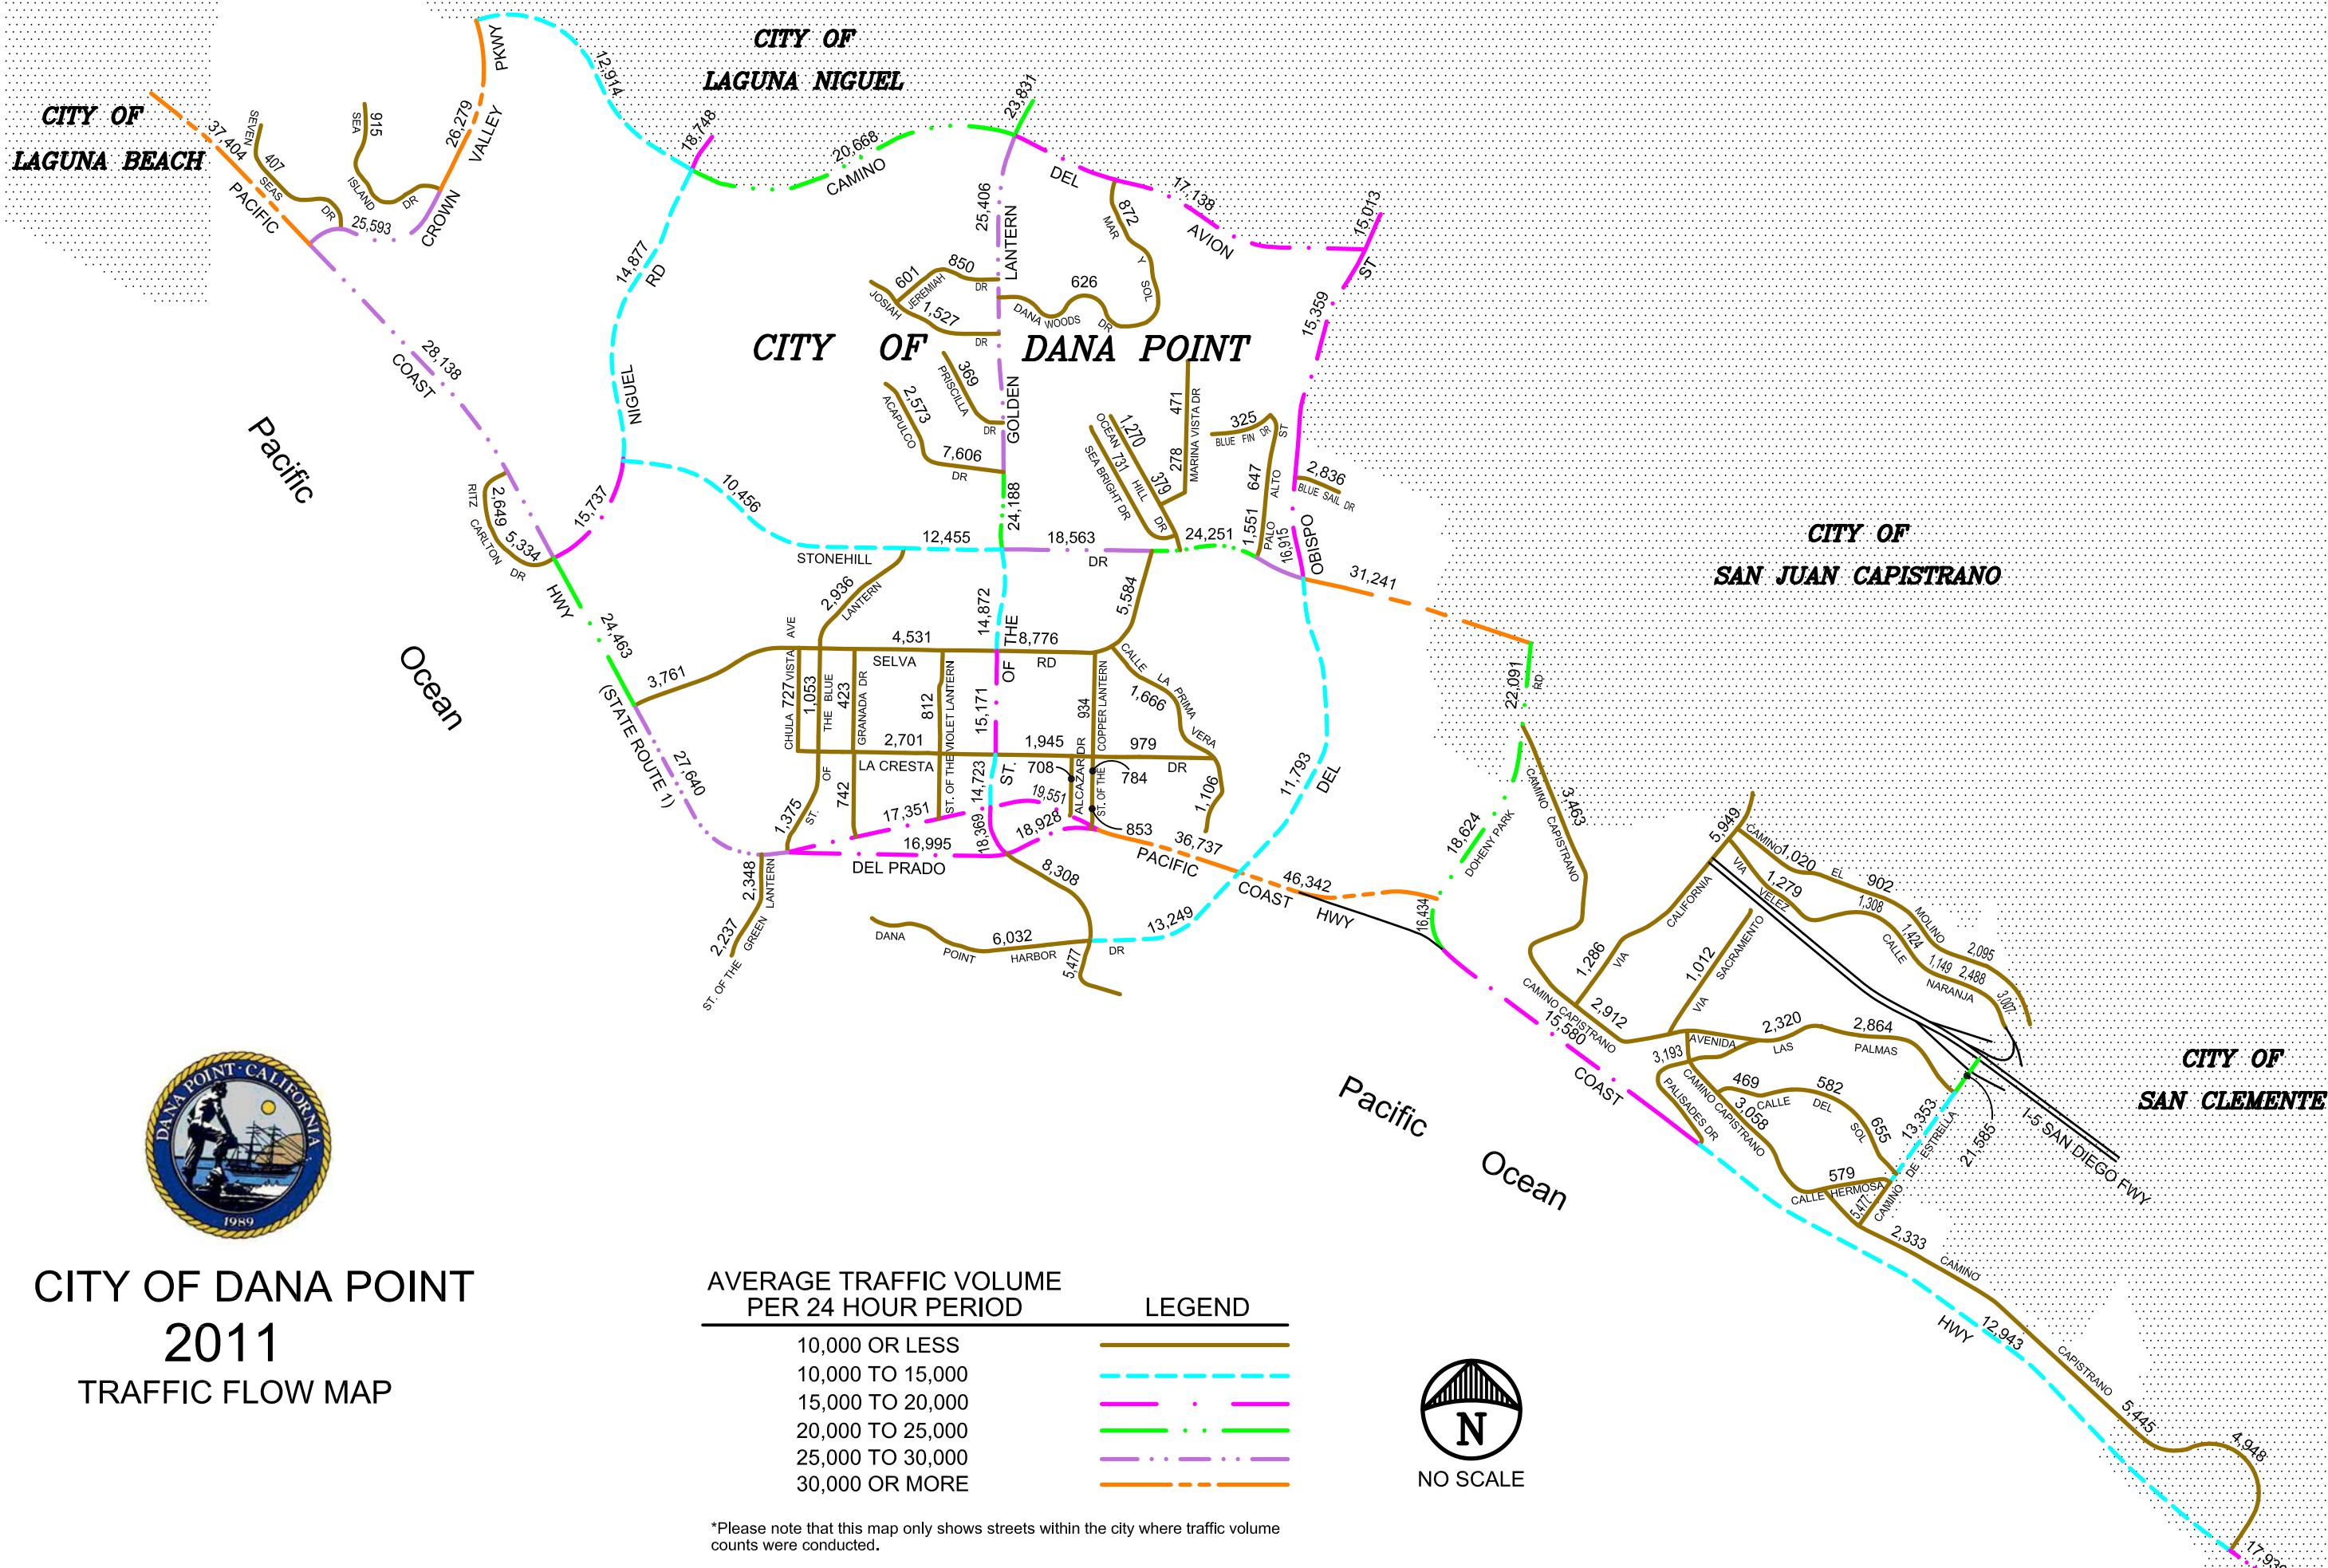 CITY OF
LAGUNA NIGUEL
CITY OF
LAGUNA BEACH
CITY OF DANA POINT
CITY OF
SAN JUAN CAPISTRANO
CITY OF
SAN CLEMENTE
Pacific
Ocean
Pacific
Ocean
37,404
PACIFIC
SEVEN
407
SEAS
DR
915
SEA
ISLAND
DR
26,279
PKWY
VALLEY
CROWN
25,593
12,914
18,748
20,668
CAMINO
23,831
DEL
17,138
AVION
15,013
ST
15,359
25,406
LANTERN
872
MAR
Y
SOL
626
DANA WOODS DR
850
601
JEREMIAH
DR
JOSIAH
1,527
DR
14,877
RD
NIGUEL
28,138
COAST
369
PRISCILLA
DR
GOLDEN
2,573
ACAPULCO
7,606
DR
24,188
1,270
OCEAN
731
HILL
379
DR
SEA BRIGHT DR
471
278
MARINA VISTA DR
325
BLUE FIN DR
ST
647
ALTO
1,551
PALO
2,836
BLUE SAIL DR
16,915
OBISPO
31,241
RITZ
CARLTON
DR
2,649
5,334
15,737
10,456
12,455
STONEHILL
18,563
DR
24,251
HWY
24,463
(STATE ROUTE 1)
27,640
3,761
2,936
LANTERN
4,531
SELVA
14,872
THE
8,776
RD
5,584
CHULA VISTA AVE
727
1,053
THE BLUE
OF
ST.
423
GRANADA DR
812
ST. OF THE VIOLET LANTERN
OF
15,171
ST.
934
COPPER LANTERN
ST. OF THE
CALLE
LA PRIMA
VERA
1,666
2,701
LA CRESTA
1,945
979
DR
708
ALCAZAR DR
784
853
1,106
1,375
742
17,351
14,723
19,551
16,995
DEL PRADO
18,369
18,928
36,737
PACIFIC
46,342
COAST
HWY
11,793
DEL
2,348
2,237
ST. OF THE GREEN LANTERN
8,308
13,249
DANA
POINT
6,032
HARBOR
DR
5,477
22,091
RD
18,624
DOHENY PARK
16,434
3,463
CAMINO CAPISTRANO
15,580
COAST
CAMINO CAPISTRANO
2,912
1,286
VIA
CALIFORNIA
5,949
1,012
VIA
SACRAMENTO
CAMINO
1,020
EL
902
MOLINO
2,095
VIA
VELEZ
1,279
1,308
CALLE
1,424
1,149
2,488
NARANJA
3,007
AVENIDA
2,320
LAS
2,864
PALMAS
3,193
PALISADES DR
CAMINO CAPISTRANO
3,058
469
CALLE
582
DEL
SOL
655
579
CALLE HERMOSA
5,477
13,353
CAMINO DE ESTRELLA
21,585
I-5 SAN DIEGO FWY
2,333
CAMINO
HWY
12,943
CAPISTRANO
5,445
4,948
DANA POINT · CALIFORNIA
1989
CITY OF DANA POINT
2011
TRAFFIC FLOW MAP
AVERAGE TRAFFIC VOLUME
PER 24 HOUR PERIOD LEGEND
10,000 OR LESS
10,000 TO 15,000
15,000 TO 20,000
20,000 TO 25,000
25,000 TO 30,000
30,000 OR MORE
N
NO SCALE
*Please note that this map only shows streets within the city where traffic volume
counts were conducted.